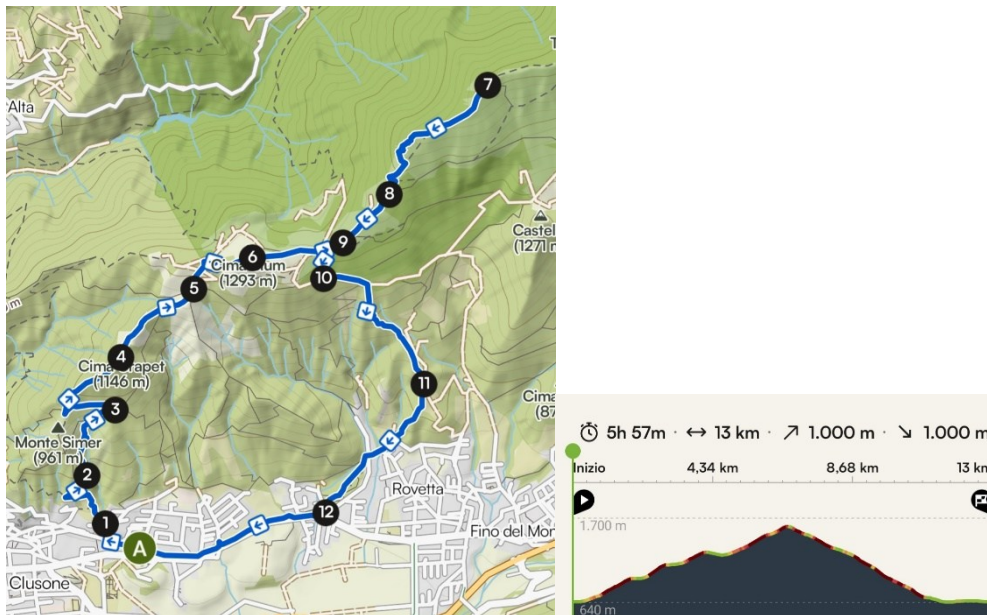 7
Alta
8
Castel
(1271 m
9
6
Cima
um
(1293 m)
10
5
4
Cima
rapet
(1146 m)
11
3
Cima
(87
Monte Simer
(961 m)
2
Rovetta
12
1
Fino del Mor
A
Clusone
5h 57m · 13 km · 1.000 m · 1.000 m
Inizio 4,34 km 8,68 km 13 km
1.700 m
640 m